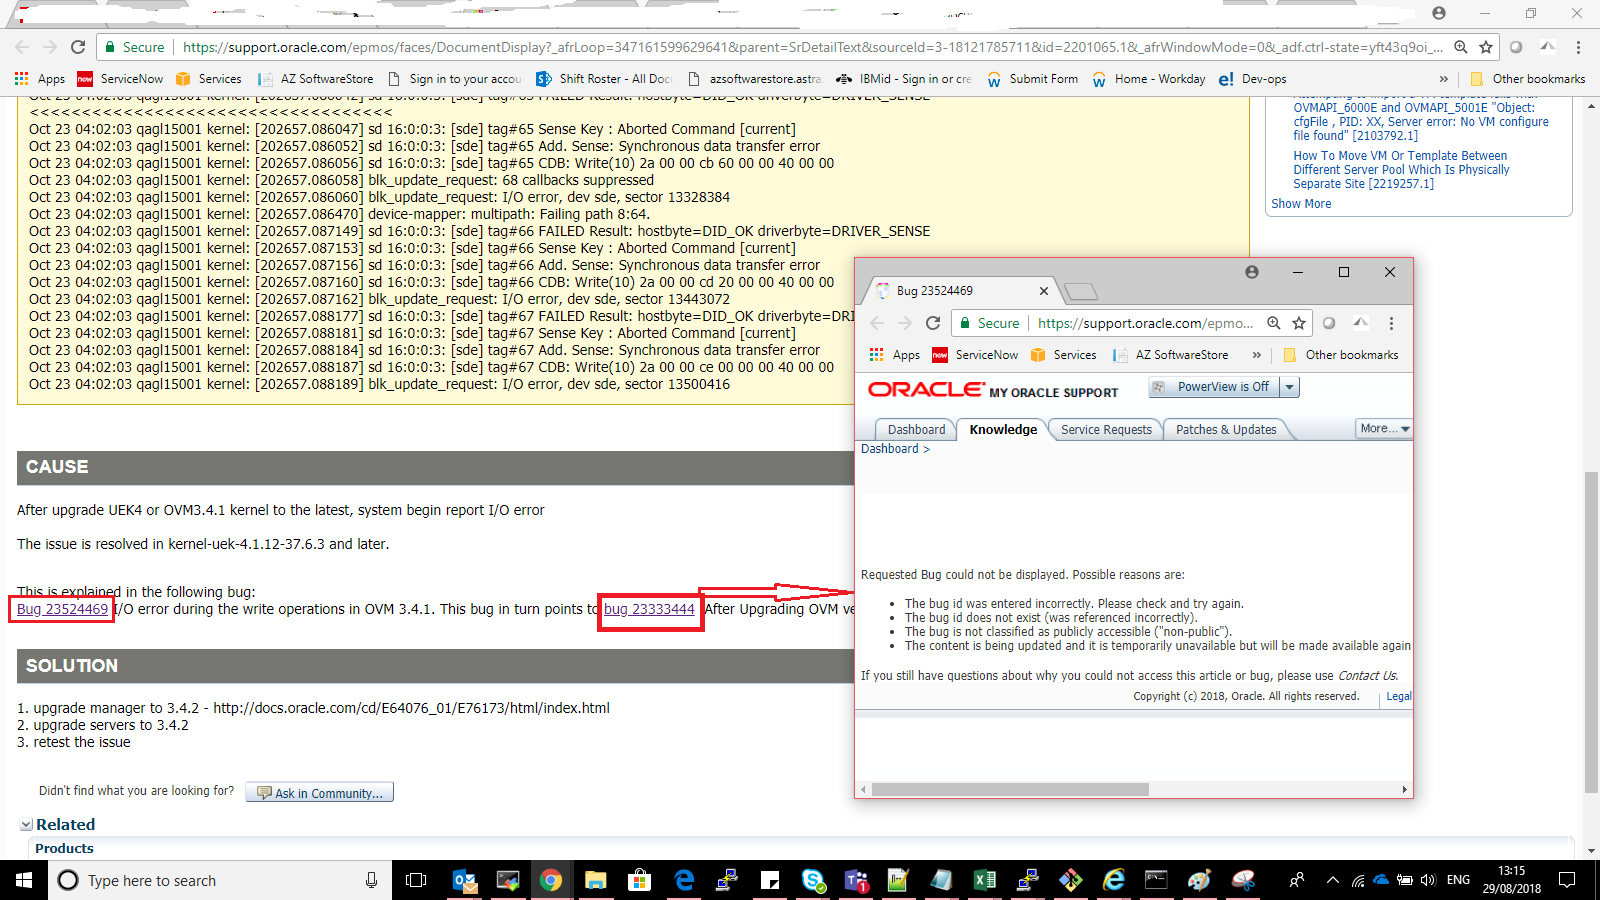 Secure https://support.oracle.com/epmos/faces/DocumentDisplay?_afrLoop=347161599629641&parent=SrDetailText&sourceId=3-18121785711&id=2201065.1&_afrWindowMode=0&_adf.ctrl-state=yft43q9oi_...
Apps ServiceNow Services AZ SoftwareStore Sign in to your accou Shift Roster - All Doc azsoftwarestore.astra IBMid - Sign in or cre Submit Form Home - Workday Dev-ops » Other bookmarks
<<<<<<<<<<<<<<<<<<<<<<<<<<<<<<<<<<<
Oct 23 04:02:03 qagl15001 kernel: [202657.086047] sd 16:0:0:3: [sde] tag#65 Sense Key : Aborted Command [current]
Oct 23 04:02:03 qagl15001 kernel: [202657.086052] sd 16:0:0:3: [sde] tag#65 Add. Sense: Synchronous data transfer error
Oct 23 04:02:03 qagl15001 kernel: [202657.086056] sd 16:0:0:3: [sde] tag#65 CDB: Write(10) 2a 00 00 cb 60 00 00 40 00 00
Oct 23 04:02:03 qagl15001 kernel: [202657.086058] blk_update_request: 68 callbacks suppressed
Oct 23 04:02:03 qagl15001 kernel: [202657.086060] blk_update_request: I/O error, dev sde, sector 13328384
Oct 23 04:02:03 qagl15001 kernel: [202657.086470] device-mapper: multipath: Failing path 8:64.
Oct 23 04:02:03 qagl15001 kernel: [202657.087149] sd 16:0:0:3: [sde] tag#66 FAILED Result: hostbyte=DID_OK driverbyte=DRIVER_SENSE
Oct 23 04:02:03 qagl15001 kernel: [202657.087153] sd 16:0:0:3: [sde] tag#66 Sense Key : Aborted Command [current]
Oct 23 04:02:03 qagl15001 kernel: [202657.087156] sd 16:0:0:3: [sde] tag#66 Add. Sense: Synchronous data transfer error
Oct 23 04:02:03 qagl15001 kernel: [202657.087160] sd 16:0:0:3: [sde] tag#66 CDB: Write(10) 2a 00 00 cd 20 00 00 40 00 00
Oct 23 04:02:03 qagl15001 kernel: [202657.087162] blk_update_request: I/O error, dev sde, sector 13443072
Oct 23 04:02:03 qagl15001 kernel: [202657.088177] sd 16:0:0:3: [sde] tag#67 FAILED Result: hostbyte=DID_OK driverbyte=DRI
Oct 23 04:02:03 qagl15001 kernel: [202657.088181] sd 16:0:0:3: [sde] tag#67 Sense Key : Aborted Command [current]
Oct 23 04:02:03 qagl15001 kernel: [202657.088184] sd 16:0:0:3: [sde] tag#67 Add. Sense: Synchronous data transfer error
Oct 23 04:02:03 qagl15001 kernel: [202657.088187] sd 16:0:0:3: [sde] tag#67 CDB: Write(10) 2a 00 00 ce 00 00 00 40 00 00
Oct 23 04:02:03 qagl15001 kernel: [202657.088189] blk_update_request: I/O error, dev sde, sector 13500416
OVMAPI_6000E and OVMAPI_5001E "Object:
cfgFile , PID: XX, Server error: No VM configure
file found" [2103792.1]
How To Move VM Or Template Between
Different Server Pool Which Is Physically
Separate Site [2219257.1]
Show More
CAUSE
After upgrade UEK4 or OVM3.4.1 kernel to the latest, system begin report I/O error
The issue is resolved in kernel-uek-4.1.12-37.6.3 and later.
This is explained in the following bug:
Bug 23524469 I/O error during the write operations in OVM 3.4.1. This bug in turn points to bug 23333444 After Upgrading OVM ve
SOLUTION
1. upgrade manager to 3.4.2 - http://docs.oracle.com/cd/E64076_01/E76173/html/index.html
2. upgrade servers to 3.4.2
3. retest the issue
Didn't find what you are looking for? Ask in Community...
Related
Products
Bug 23524469
Secure https://support.oracle.com/epmo...
Apps ServiceNow Services AZ SoftwareStore » Other bookmarks
ORACLE MY ORACLE SUPPORT PowerView is Off
Dashboard Knowledge Service Requests Patches & Updates More...
Dashboard >
Requested Bug could not be displayed. Possible reasons are:
• The bug id was entered incorrectly. Please check and try again.
• The bug id does not exist (was referenced incorrectly).
• The bug is not classified as publicly accessible ("non-public").
• The content is being updated and it is temporarily unavailable but will be made available again
If you still have questions about why you could not access this article or bug, please use Contact Us.
Copyright (c) 2018, Oracle. All rights reserved. Legal
Type here to search
ENG
13:15
29/08/2018